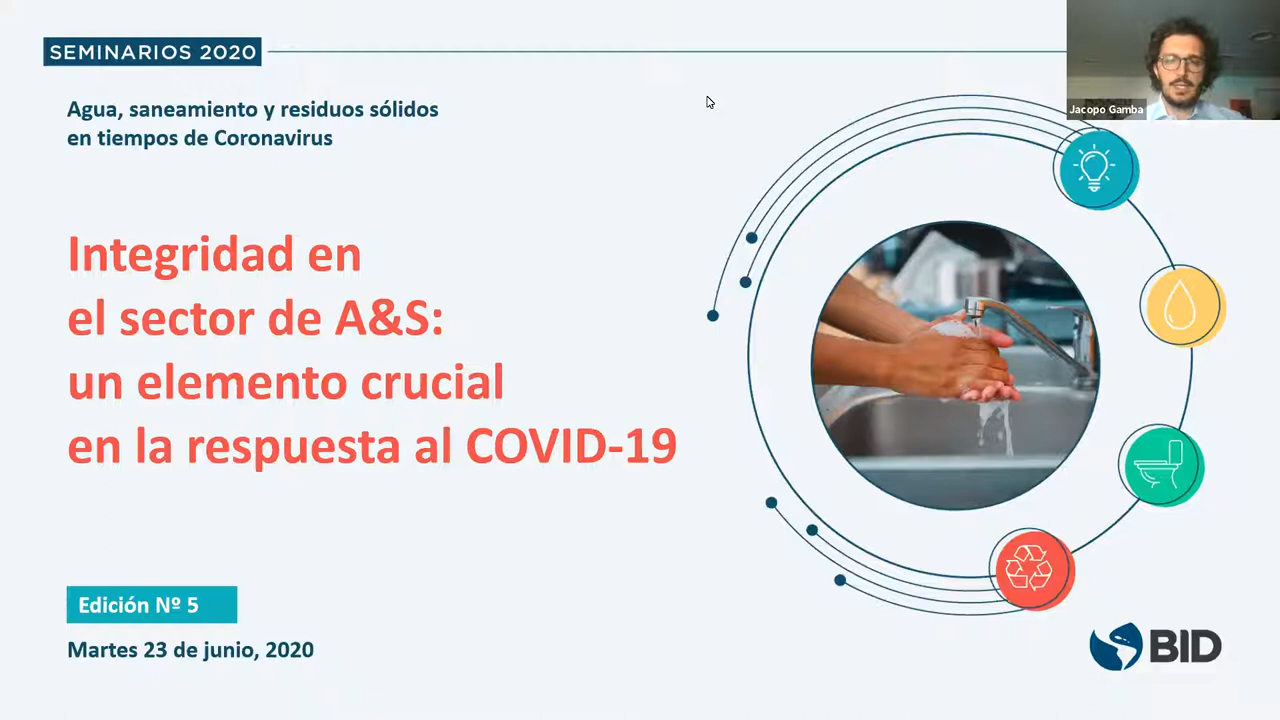 SEMINARIOS 2020
Agua, saneamiento y residuos sólidos
en tiempos de Coronavirus
Jacopo Gamba
Integridad en
el sector de A&S:
un elemento crucial
en la respuesta al COVID-19
Edición Nº 5
Martes 23 de junio, 2020
BID